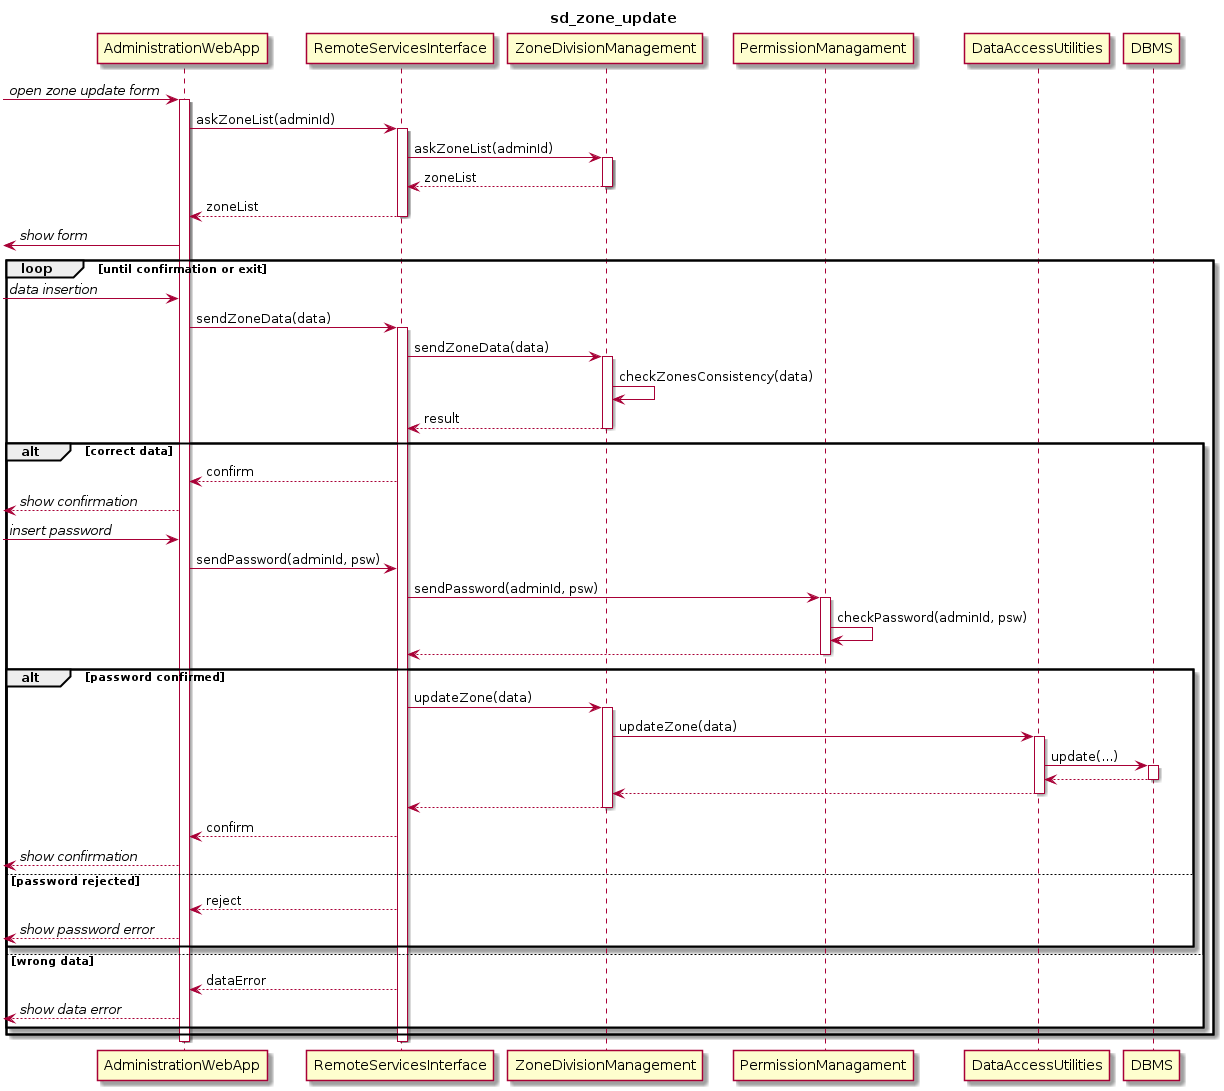 sd_zone_update
AdministrationWebApp RemoteServicesInterface ZoneDivisionManagement PermissionManagament DataAccessUtilities DBMS
open zone update form
askZoneList(adminId)
askZoneList(adminId)
zoneList
zoneList
show form
loop [until confirmation or exit]
data insertion
sendZoneData(data)
sendZoneData(data)
checkZonesConsistency(data)
result
alt [correct data]
confirm
show confirmation
insert password
sendPassword(adminId, psw)
sendPassword(adminId, psw)
checkPassword(adminId, psw)
alt [password confirmed]
updateZone(data)
updateZone(data)
update(...)
confirm
show confirmation
[password rejected]
reject
show password error
[wrong data]
dataError
show data error
AdministrationWebApp RemoteServicesInterface ZoneDivisionManagement PermissionManagament DataAccessUtilities DBMS